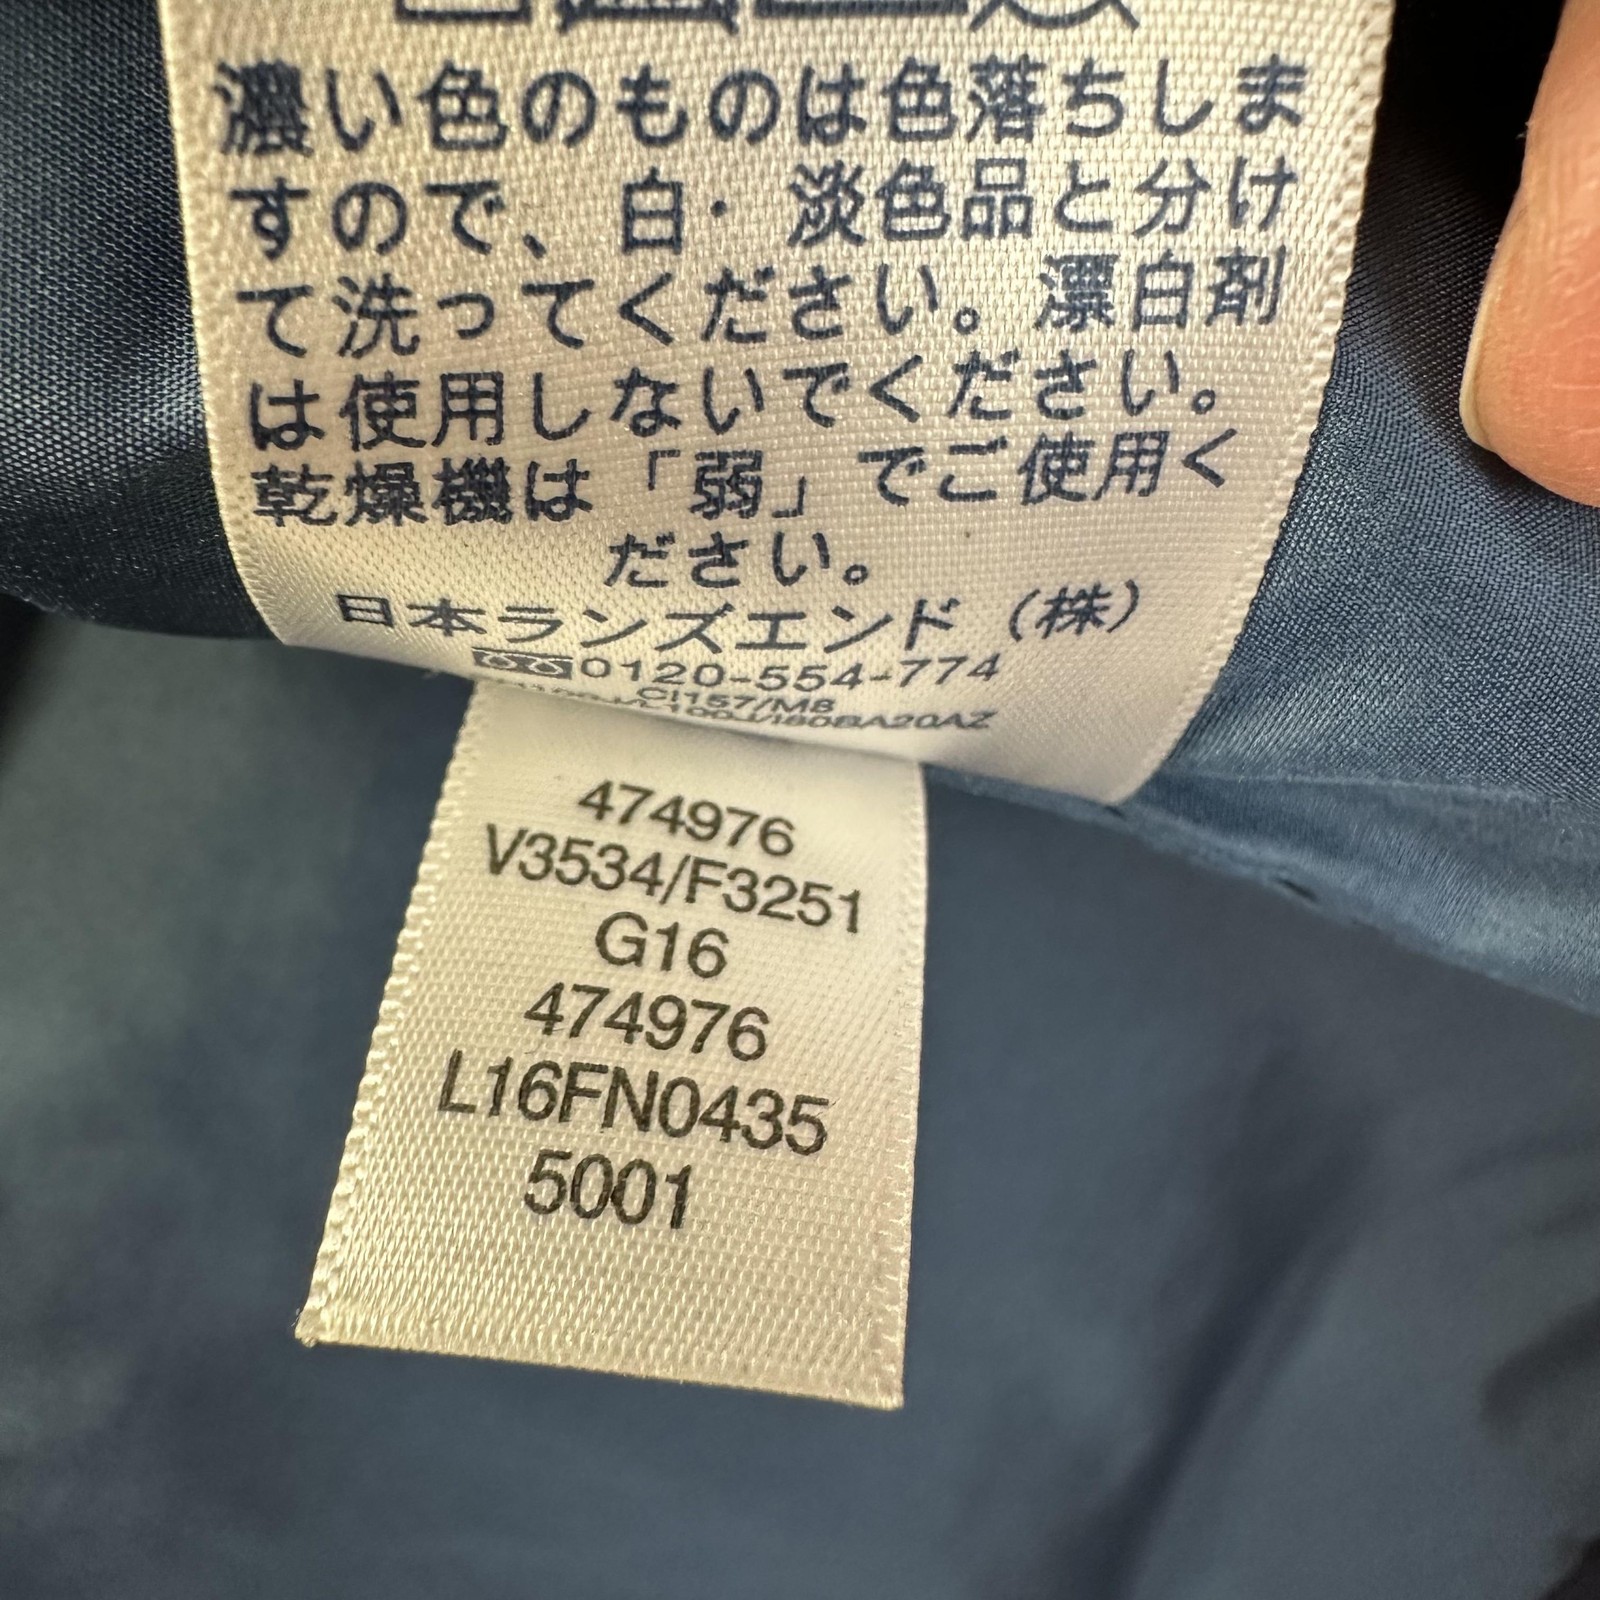 濃い色のものは色落ちしま
すので、白・淡色品と分け
て洗ってください。漂白剤
は使用しないでください。
乾燥機は「弱」でご使用く
ださい。
日本ランズエンド（株）
0120-554-774
CI157/M8
474976
V3534/F3251
G16
474976
L16FN0435
5001